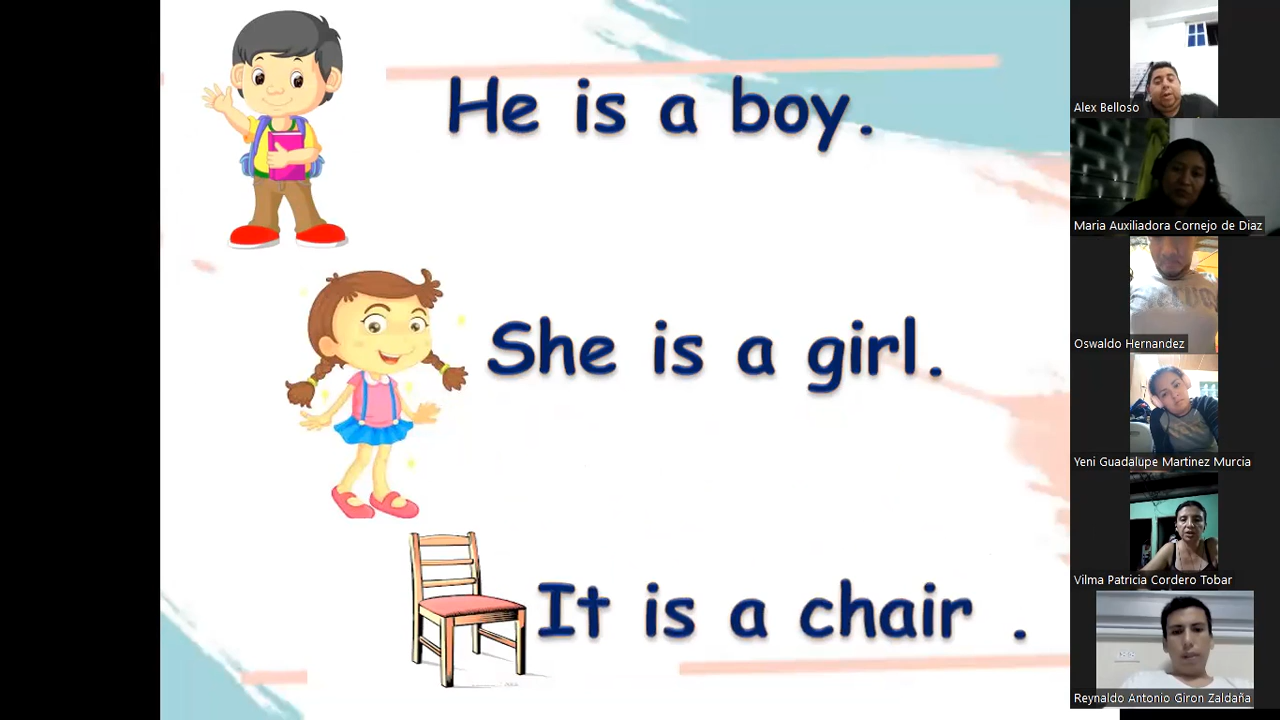 He is a boy.
She is a girl.
It is a chair .
Alex Belloso
Maria Auxiliadora Cornejo de Diaz
Oswaldo Hernandez
Yeni Guadalupe Martinez Murcia
Vilma Patricia Cordero Tobar
Reynaldo Antonio Giron Zaldaña